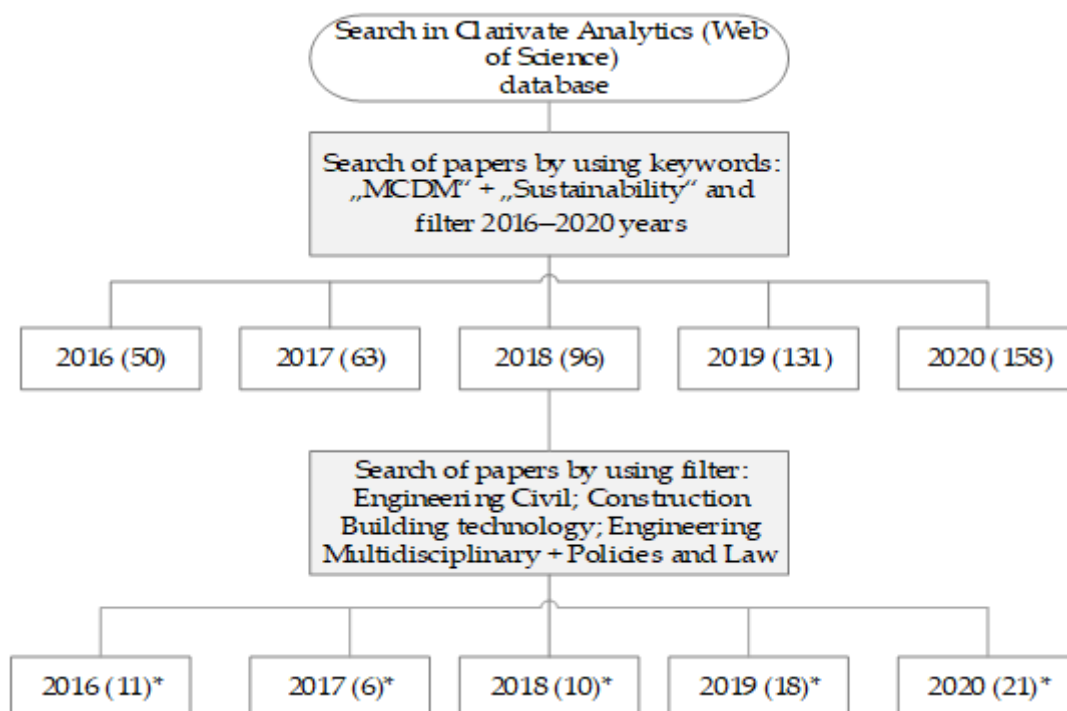 Search in Clarivate Analytics (Web
of Science)
database
Search of papers by using keywords:
„MCDM“ + „Sustainability“ and
filter 2016–2020 years
2016 (50)
2017 (63)
2018 (96)
2019 (131)
2020 (158)
Search of papers by using filter:
Engineering Civil; Construction
Building technology; Engineering
Multidisciplinary + Policies and Law
2016 (11)*
2017 (6)*
2018 (10)*
2019 (18)*
2020 (21)*